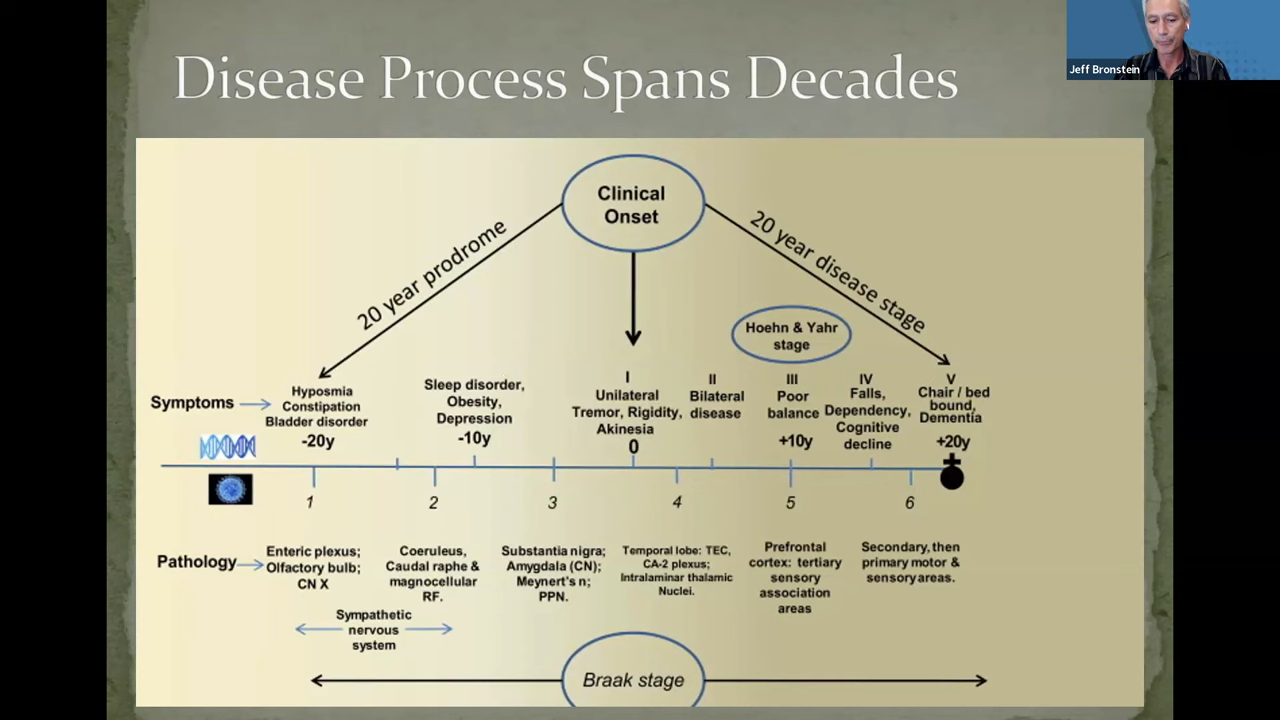 Disease Process Spans Decades
Jeff Bronstein
Clinical
Onset
20 year prodrome
20 year disease stage
Hoehn & Yahr
stage
Symptoms
Hyposmia
Constipation
Bladder disorder
-20y
Sleep disorder,
Obesity,
Depression
-10y
I
Unilateral
Tremor, Rigidity,
Akinesia
0
II
Bilateral
disease
III
Poor
balance
+10y
IV
Falls,
Dependency,
Cognitive
decline
V
Chair / bed
bound,
Dementia
+20y
1
2
3
4
5
6
Pathology
Enteric plexus;
Olfactory bulb;
CN X
Coeruleus,
Caudal raphe &
magnocellular
RF.
Substantia nigra;
Amygdala (CN);
Meynert's n;
PPN.
Temporal lobe: TEC,
CA-2 plexus;
Intralaminar thalamic
Nuclei.
Prefrontal
cortex: tertiary
sensory
association
areas
Secondary, then
primary motor &
sensory areas.
Sympathetic
nervous
system
Braak stage